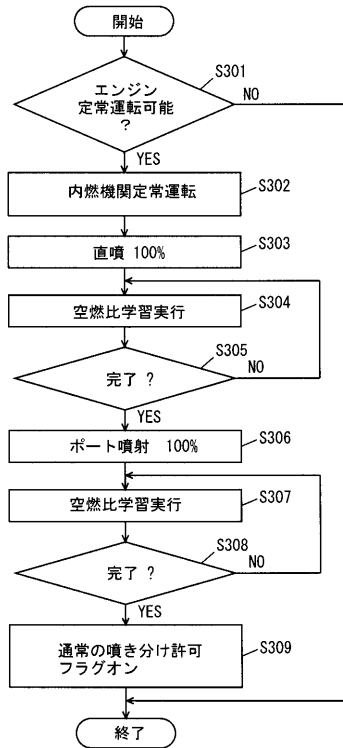 開始
エンジン
定常運転可能
?
S301
NO
YES
内燃機関定常運転
S302
直噴 100%
S303
空燃比学習実行
S304
完了 ?
S305
NO
YES
ポート噴射 100%
S306
空燃比学習実行
S307
完了 ?
S308
NO
YES
通常の噴き分け許可
フラグオン
S309
終了